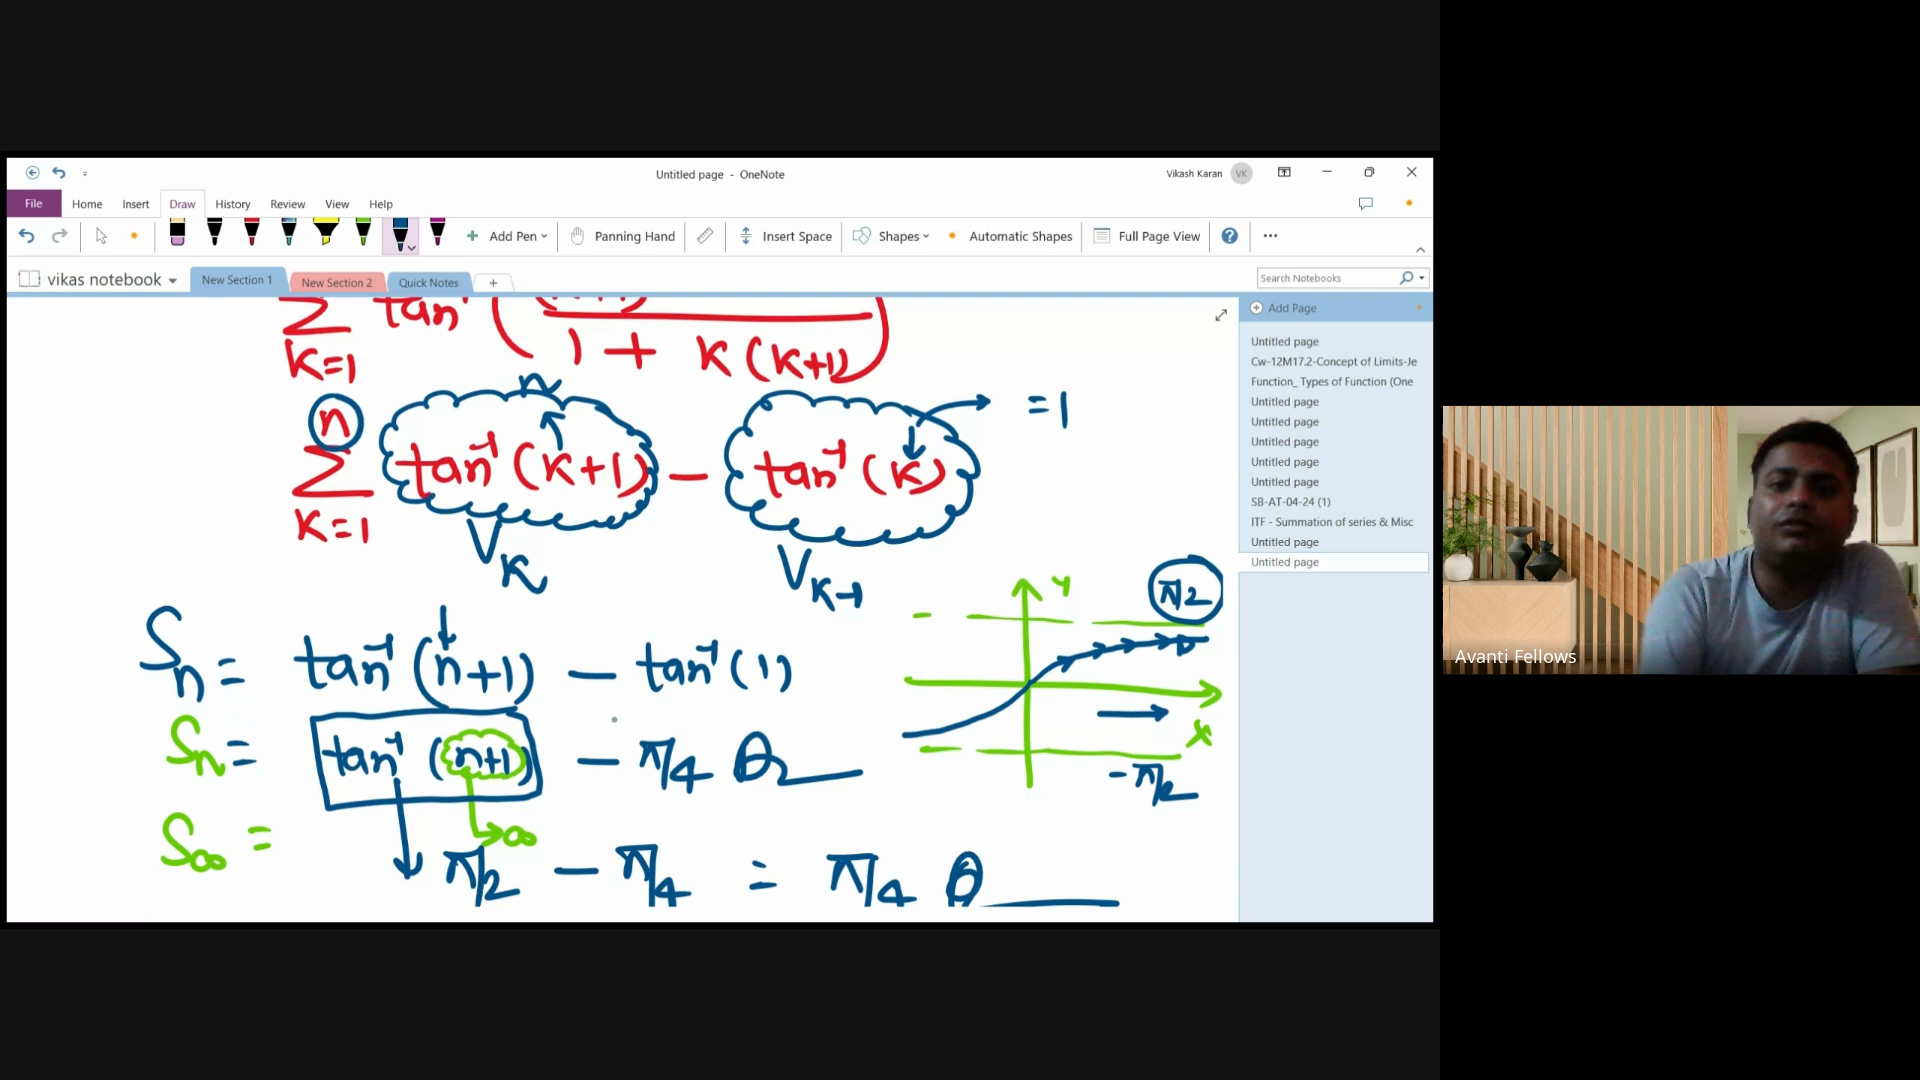 Untitled page - OneNote
Vikash Karan VK
File Home Insert Draw History Review View Help
Add Pen Panning Hand Insert Space Shapes Automatic Shapes Full Page View
vikas notebook New Section 1 New Section 2 Quick Notes +
Search Notebooks
Add Page
Untitled page
Cw-12M17.2-Concept of Limits-Je
Function_ Types of Function (One
Untitled page
Untitled page
Untitled page
Untitled page
Untitled page
SB-AT-04-24 (1)
ITF - Summation of series & Misc
Untitled page
Untitled page
∑ tan⁻¹ (
K=1 1 + K(K+1)
n
n =1
∑ tan⁻¹(K+1) − tan⁻¹(K)
K=1
V_K V_K-1
Y π/2
Sn = tan⁻¹(n+1) − tan⁻¹(1)
X
Sn = tan⁻¹(n+1) − π/4
-π/2
→∞
S∞ = π/2 − π/4 = π/4
Avanti Fellows